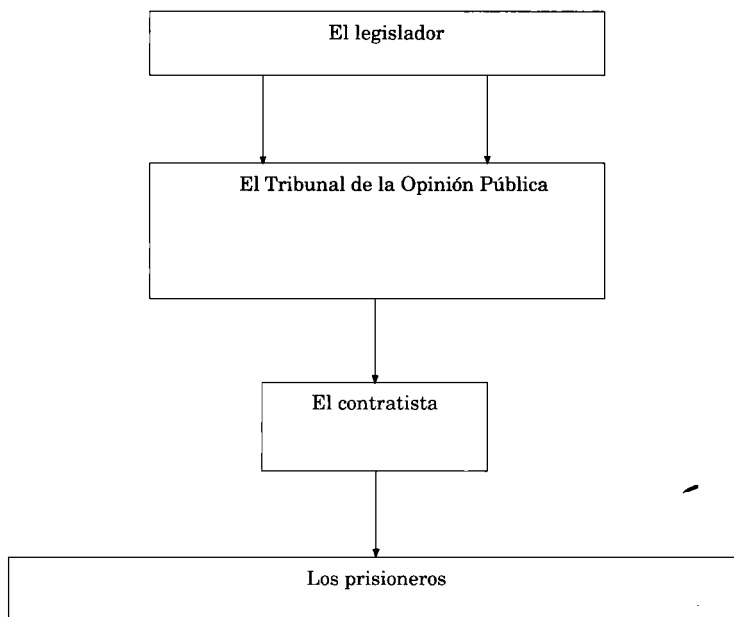 El legislador
El Tribunal de la Opinión Pública
El contratista
Los prisioneros